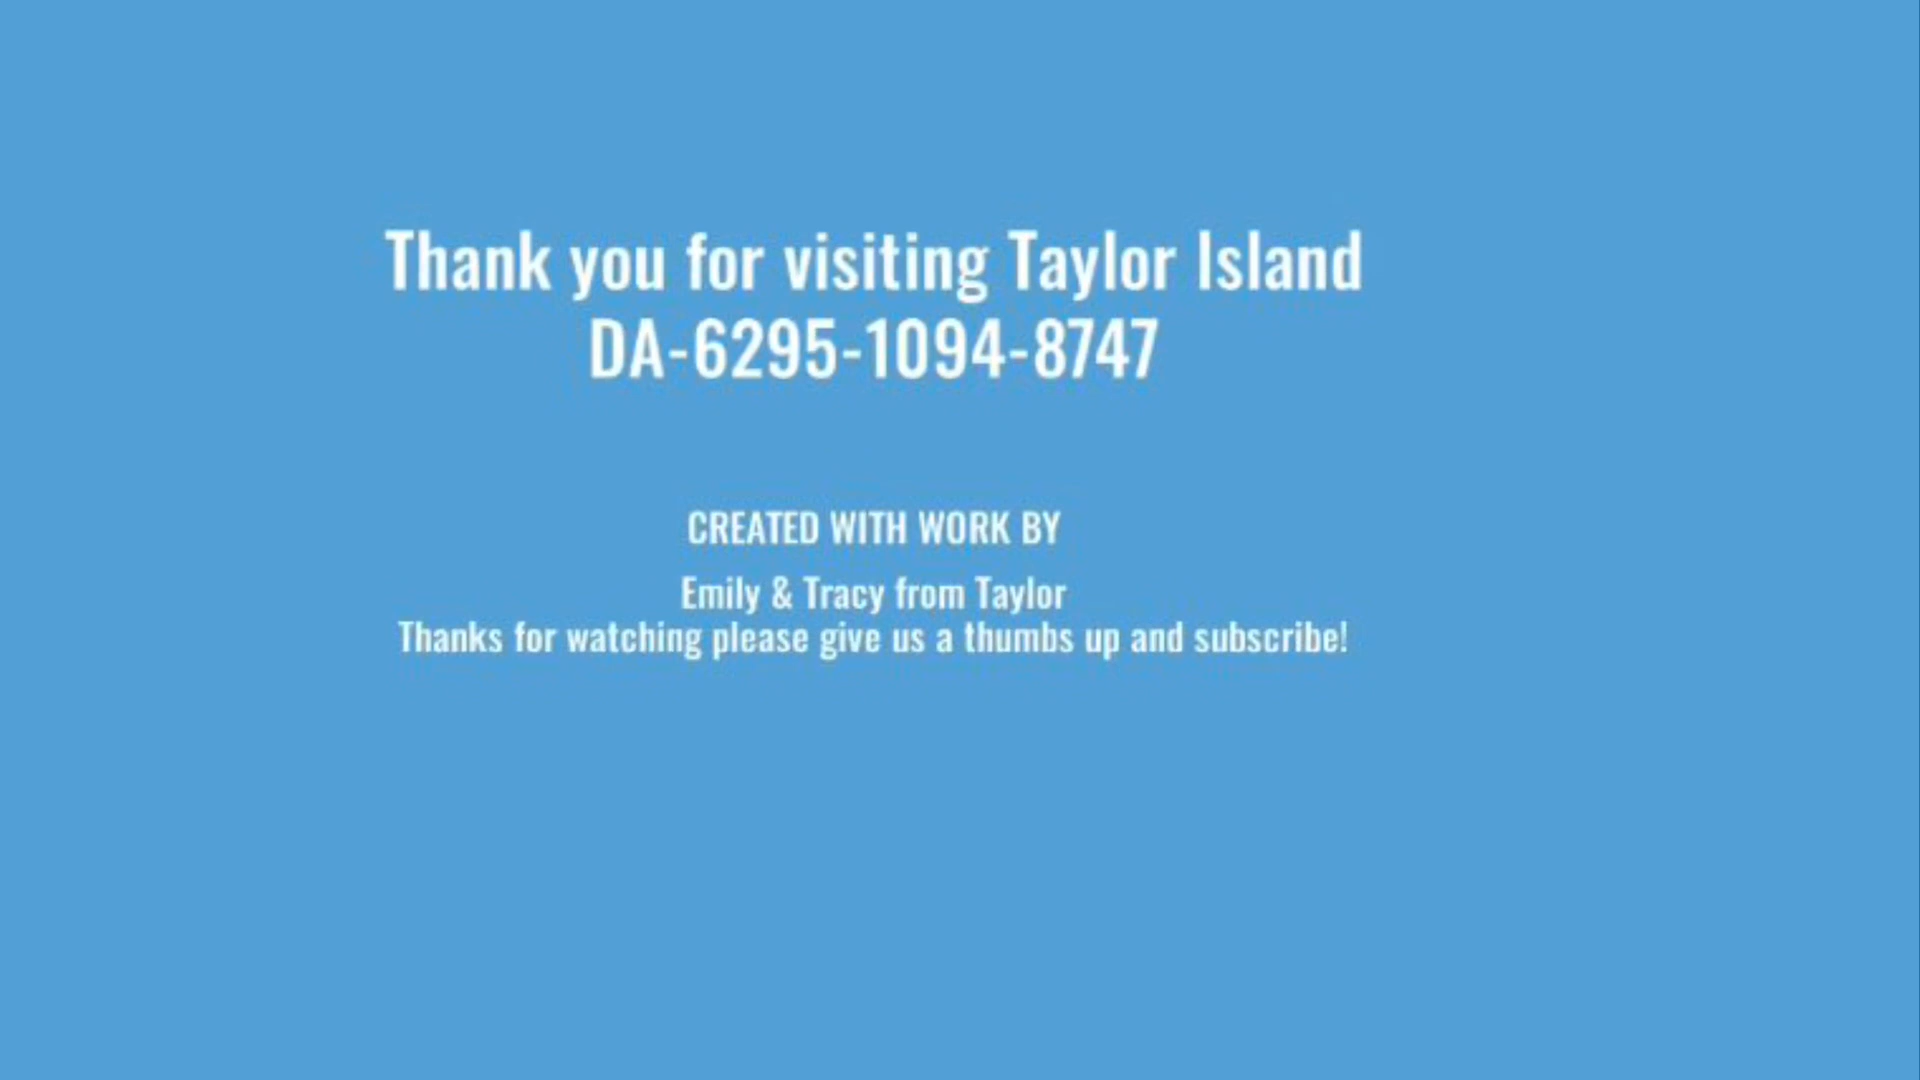 Thank you for visiting Taylor Island
DA-6295-1094-8747
CREATED WITH WORK BY
Emily & Tracy from Taylor
Thanks for watching please give us a thumbs up and subscribe!